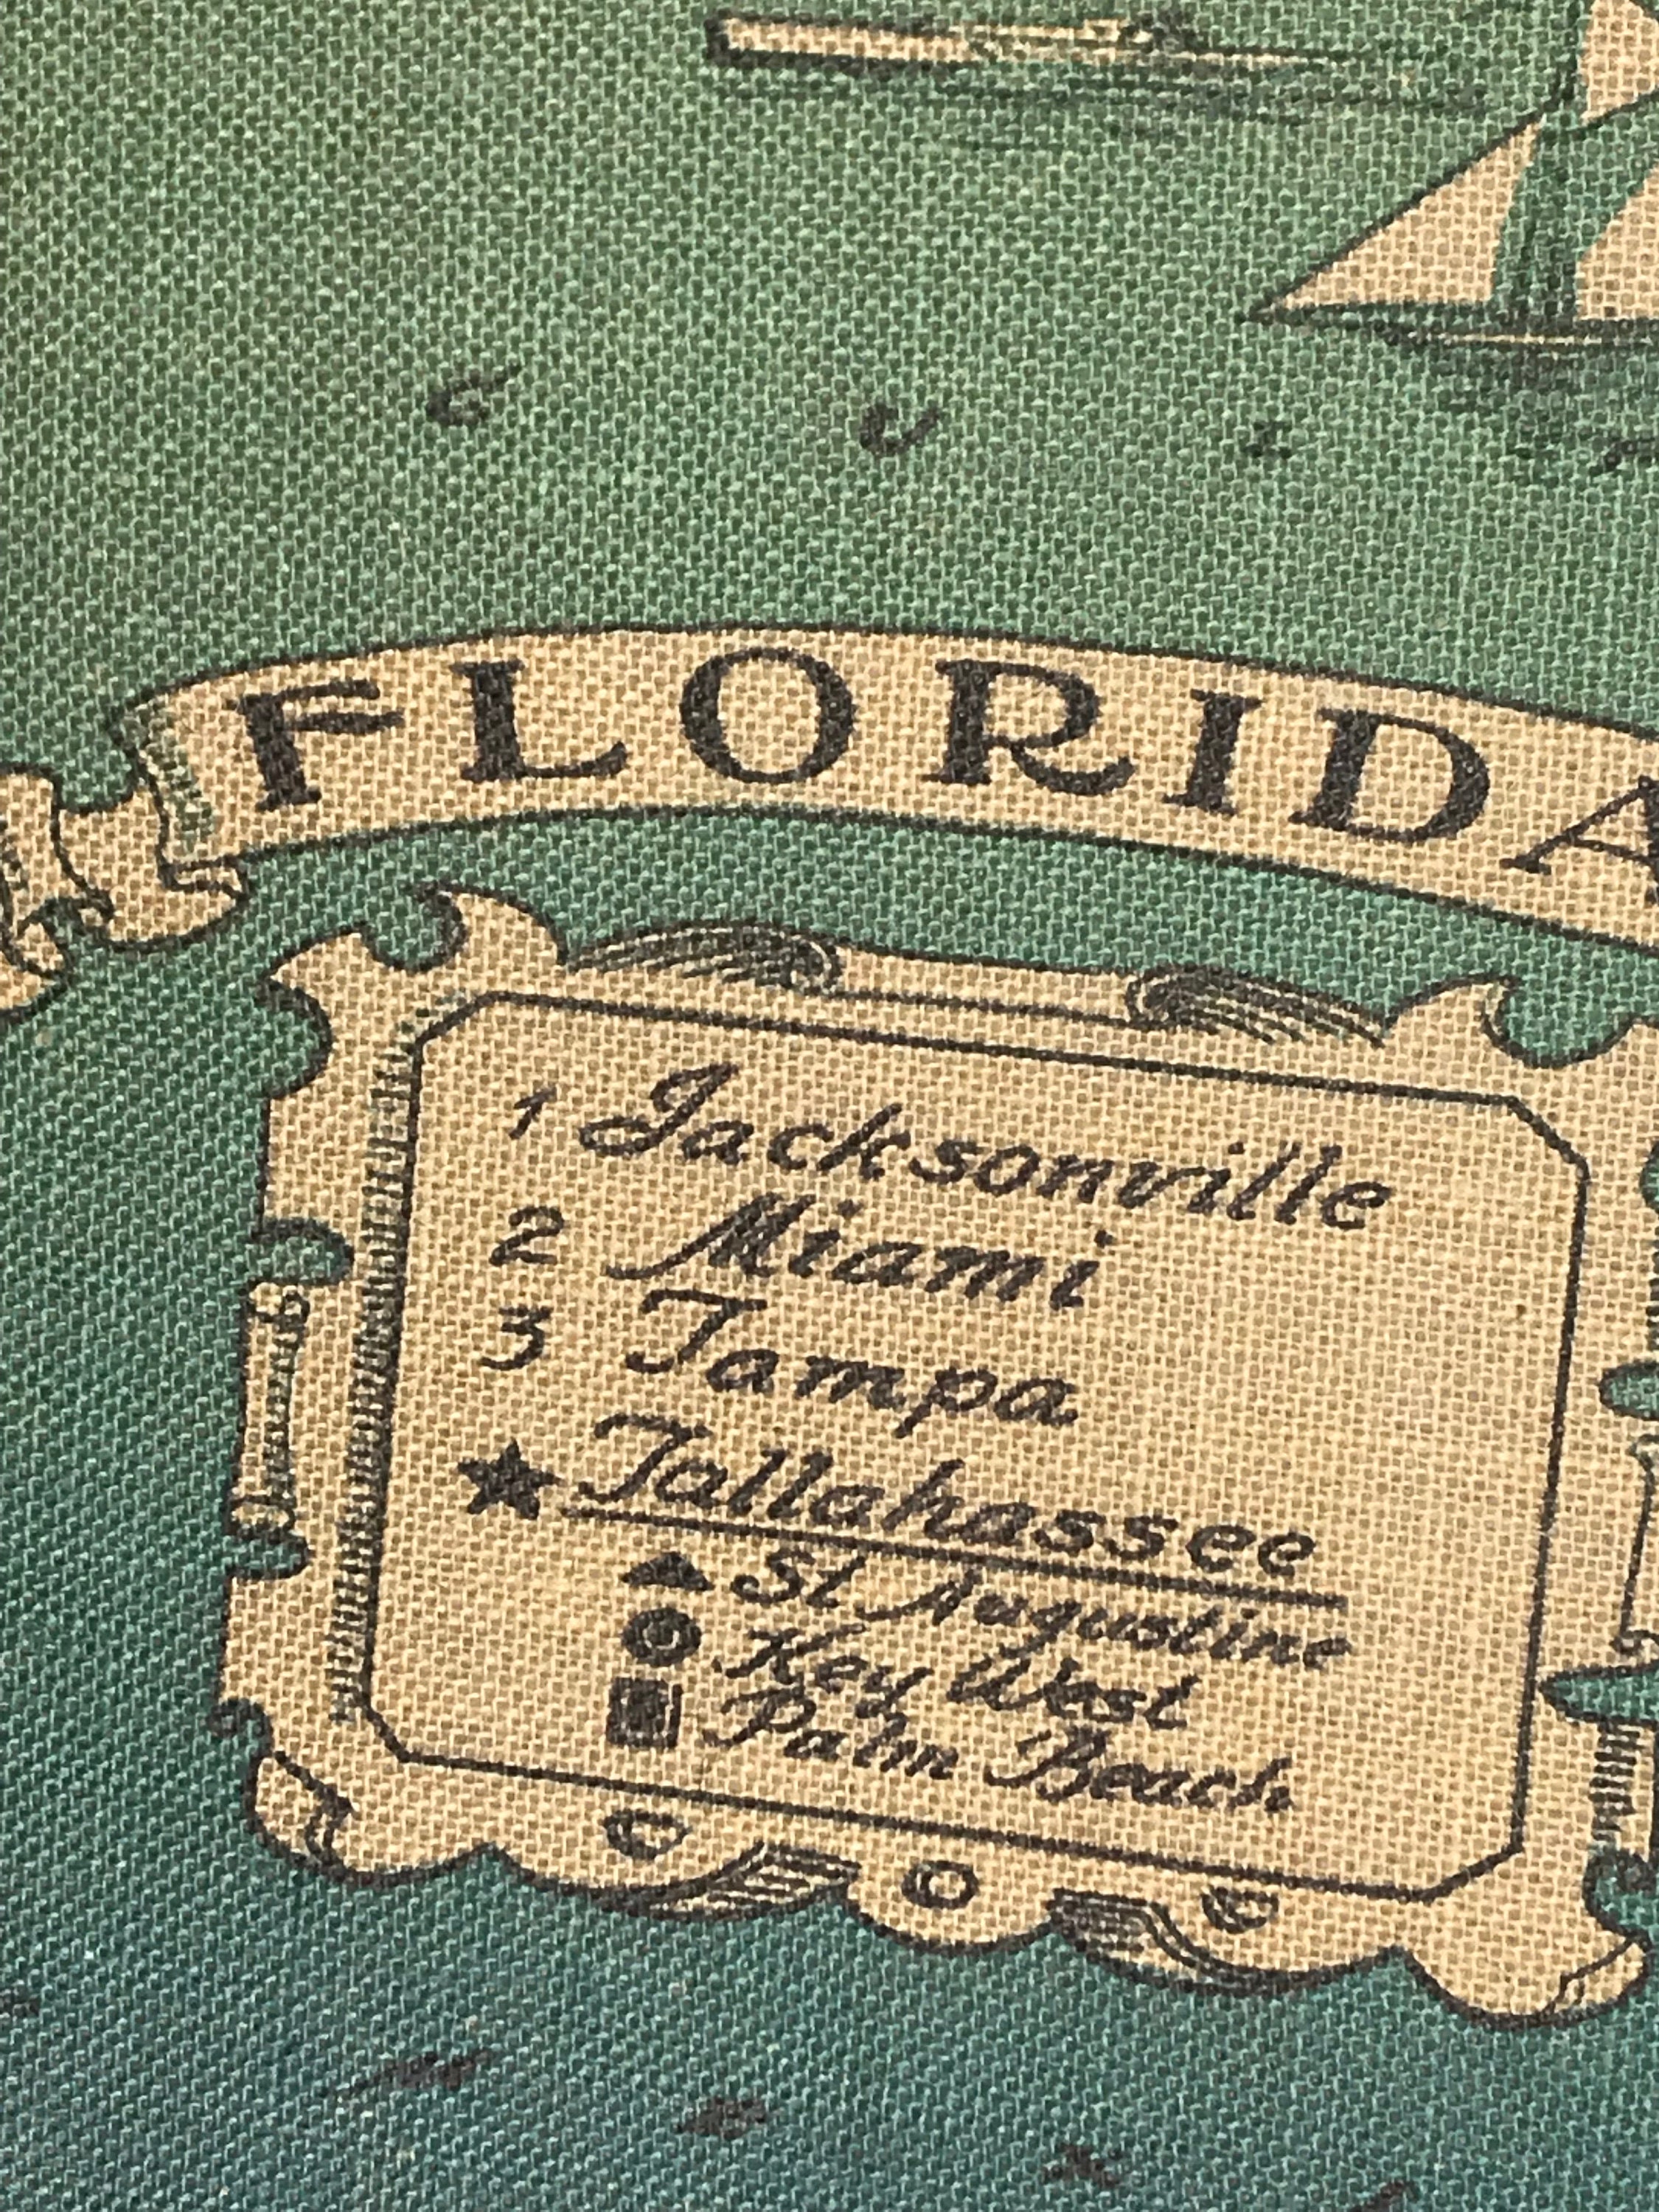 G U L F
FLORIDA
1 Jacksonville
2 Miami
3 Tampa
★ Tallahassee
▲ St Augustine
Key West
■ Palm Beach
M E X I